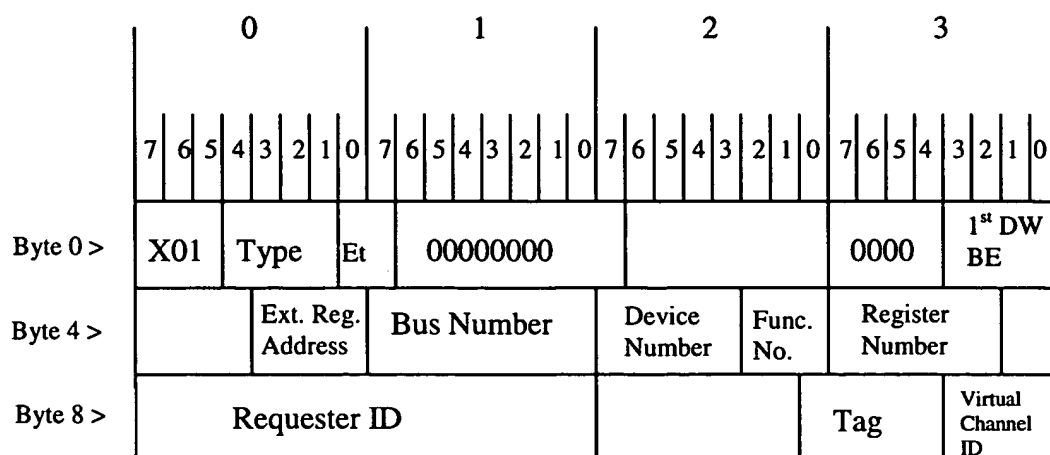 0 1 2 3
7 6 5 4 3 2 1 0 7 6 5 4 3 2 1 0 7 6 5 4 3 2 1 0 7 6 5 4 3 2 1 0
Byte 0 > X01 Type Et 00000000 0000 1st DW
BE
Byte 4 > Ext. Reg.
Address Bus Number Device
Number Func.
No. Register
Number
Byte 8 > Requester ID Tag Virtual
Channel
ID